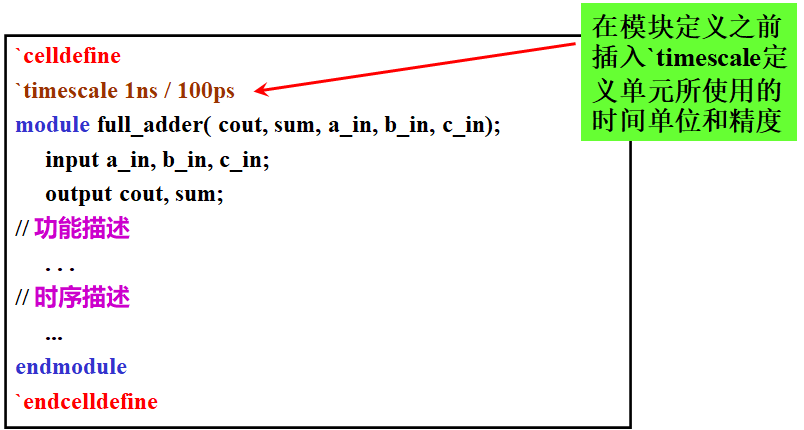 `celldefine
`timescale 1ns / 100ps
module full_adder( cout, sum, a_in, b_in, c_in);
input a_in, b_in, c_in;
output cout, sum;
// 功能描述
. . .
// 时序描述
...
endmodule
`endcelldefine
在模块定义之前
插入`timescale定
义单元所使用的
时间单位和精度